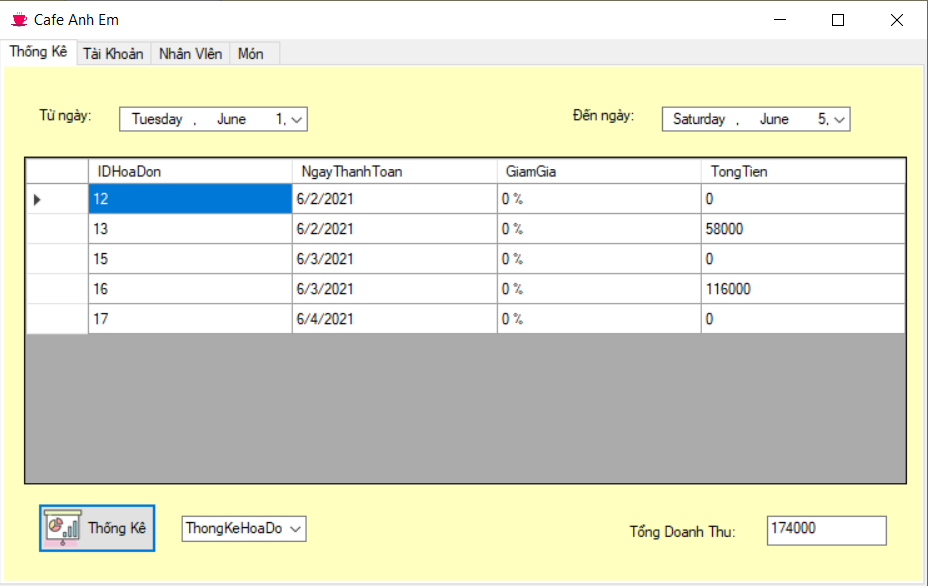 Cafe Anh Em
Thống Kê Tài Khoản Nhân VIên Món
Từ ngày: Tuesday , June 1, Đến ngày: Saturday , June 5,
IDHoaDon NgayThanhToan GiamGia TongTien
12 6/2/2021 0 % 0
13 6/2/2021 0 % 58000
15 6/3/2021 0 % 0
16 6/3/2021 0 % 116000
17 6/4/2021 0 % 0
Thống Kê ThongKeHoaDo Tổng Doanh Thu: 174000